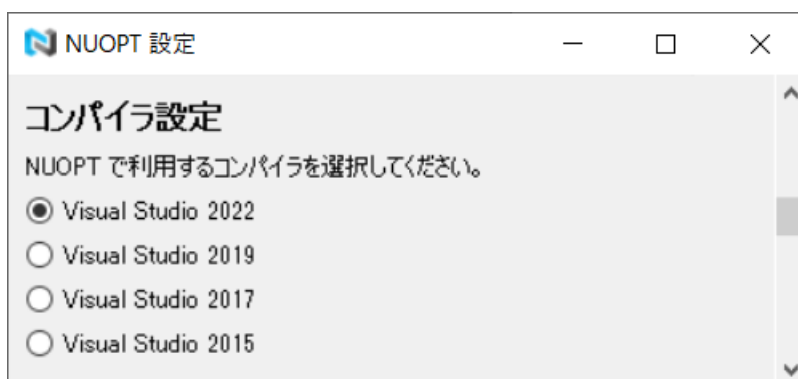 NUOPT 設定
コンパイラ設定
NUOPT で利用するコンパイラを選択してください。
Visual Studio 2022
Visual Studio 2019
Visual Studio 2017
Visual Studio 2015